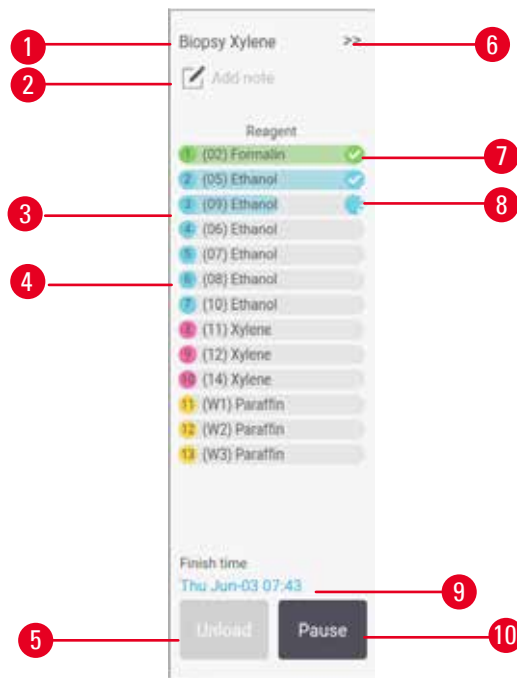 1 Biopsy Xylene >> 6
2 Add note
Reagent
1 (02) Formalin 7
2 (05) Ethanol
3 3 (09) Ethanol 8
4 (06) Ethanol
5 (07) Ethanol
4 6 (08) Ethanol
7 (10) Ethanol
8 (11) Xylene
9 (12) Xylene
10 (14) Xylene
11 (W1) Paraffin
12 (W2) Paraffin
13 (W3) Paraffin
Finish time
Thu Jun-03 07:43 9
5 Unload Pause 10